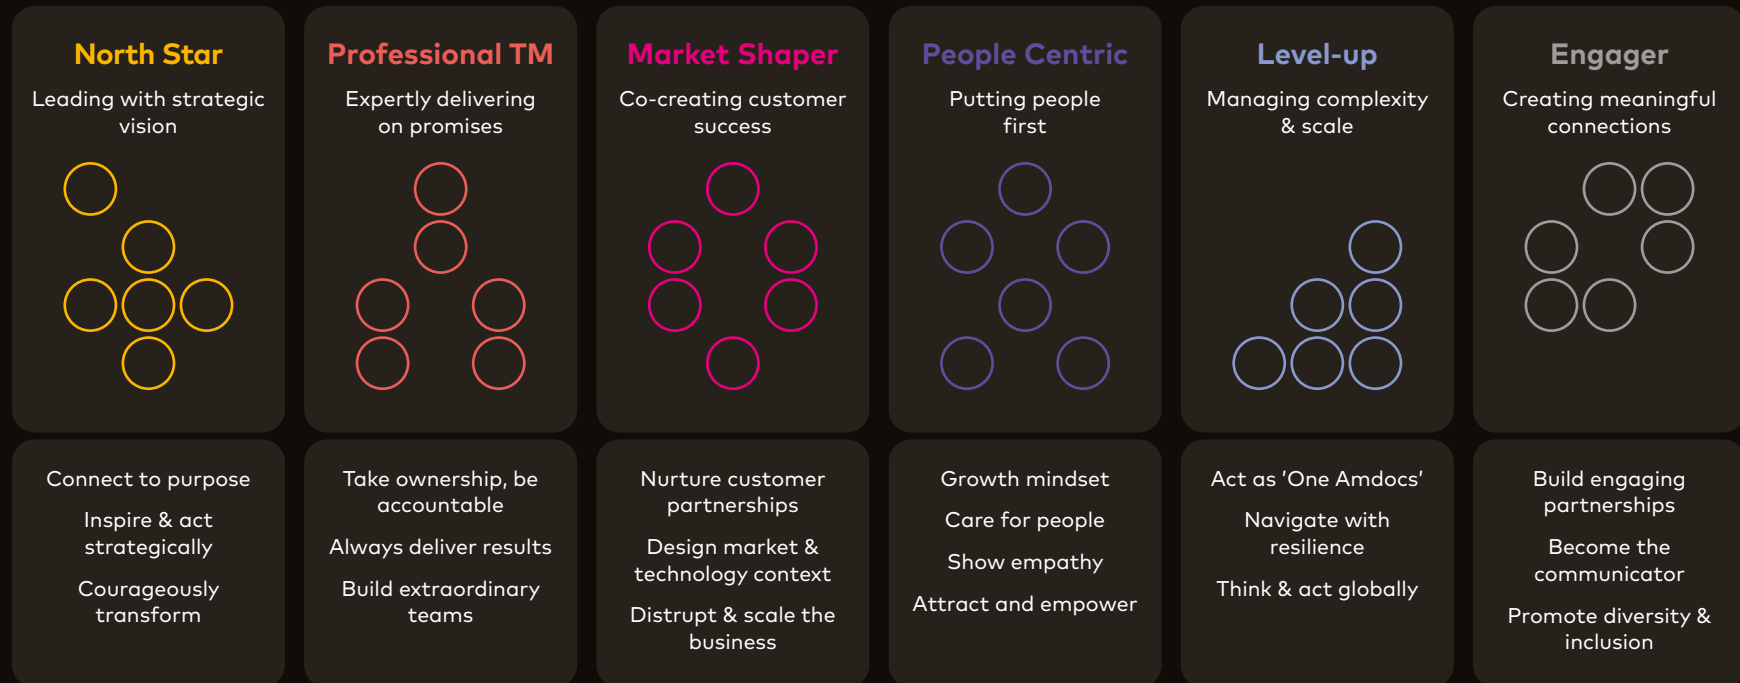 North Star
Leading with strategic
vision
Connect to purpose
Inspire & act
strategically
Courageously
transform
Professional TM
Expertly delivering
on promises
Take ownership, be
accountable
Always deliver results
Build extraordinary
teams
Market Shaper
Co-creating customer
success
Nurture customer
partnerships
Design market &
technology context
Distrupt & scale the
business
People Centric
Putting people
first
Growth mindset
Care for people
Show empathy
Attract and empower
Level-up
Managing complexity
& scale
Act as 'One Amdocs'
Navigate with
resilience
Think & act globally
Engager
Creating meaningful
connections
Build engaging
partnerships
Become the
communicator
Promote diversity &
inclusion